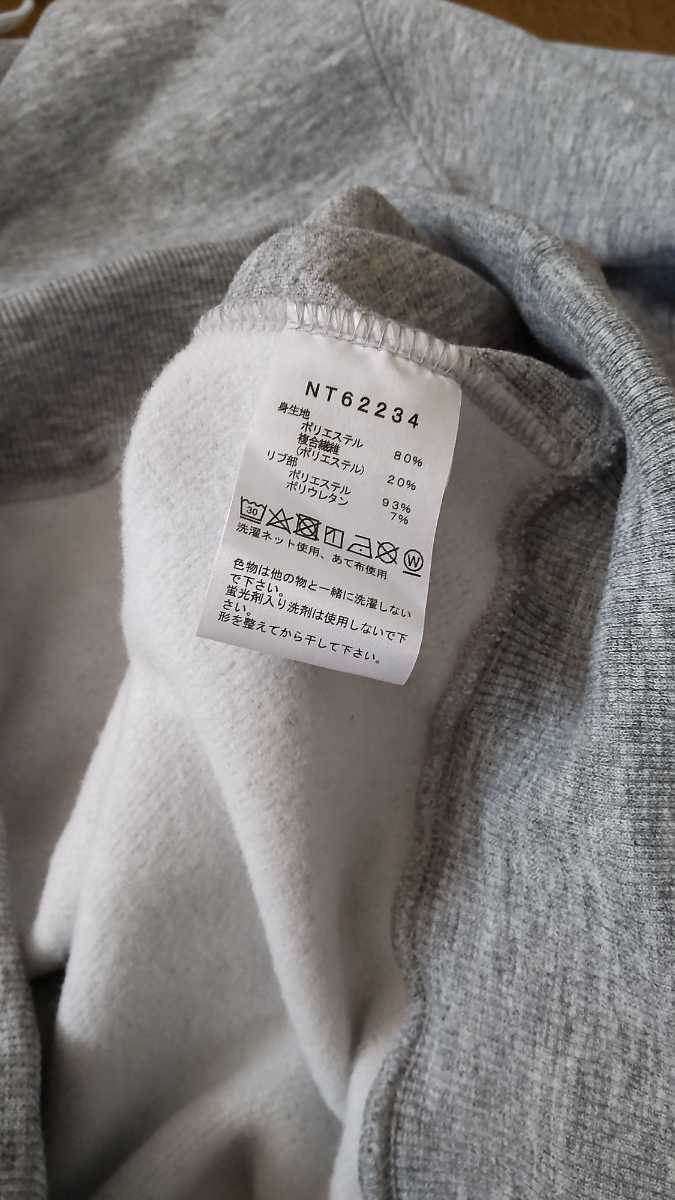 NT62234
身生地
ポリエステル 80%
複合繊維
(ポリエステル) 20%
リブ部
ポリエステル 93%
ポリウレタン 7%
30 W
洗濯ネット使用、あて布使用
色物は他の物と一緒に洗濯しない
で下さい。
蛍光剤入り洗剤は使用しないで下
さい。
形を整えてから干して下さい。